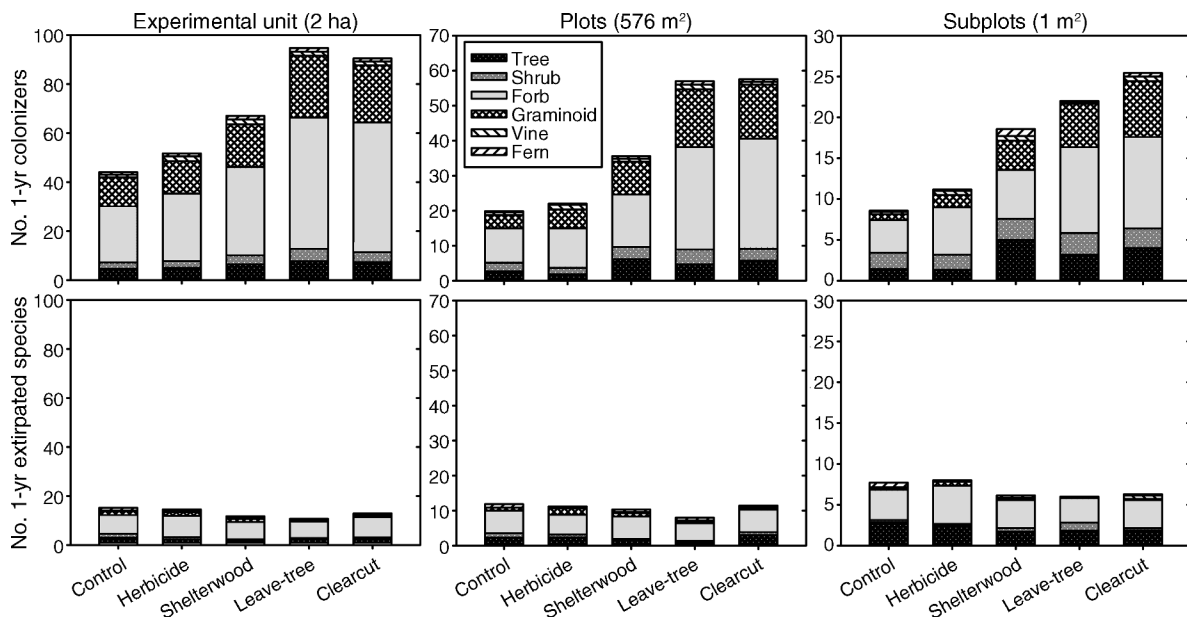 Experimental unit (2 ha)
Plots (576 m²)
Subplots (1 m²)
No. 1-yr colonizers
100
80
60
40
20
0
70
60
50
40
30
20
10
0
Tree
Shrub
Forb
Graminoid
Vine
Fern
30
25
20
15
10
5
0
No. 1-yr extirpated species
100
80
60
40
20
0
70
60
50
40
30
20
10
0
30
25
20
15
10
5
0
Control
Herbicide
Shelterwood
Leave-tree
Clearcut
Control
Herbicide
Shelterwood
Leave-tree
Clearcut
Control
Herbicide
Shelterwood
Leave-tree
Clearcut